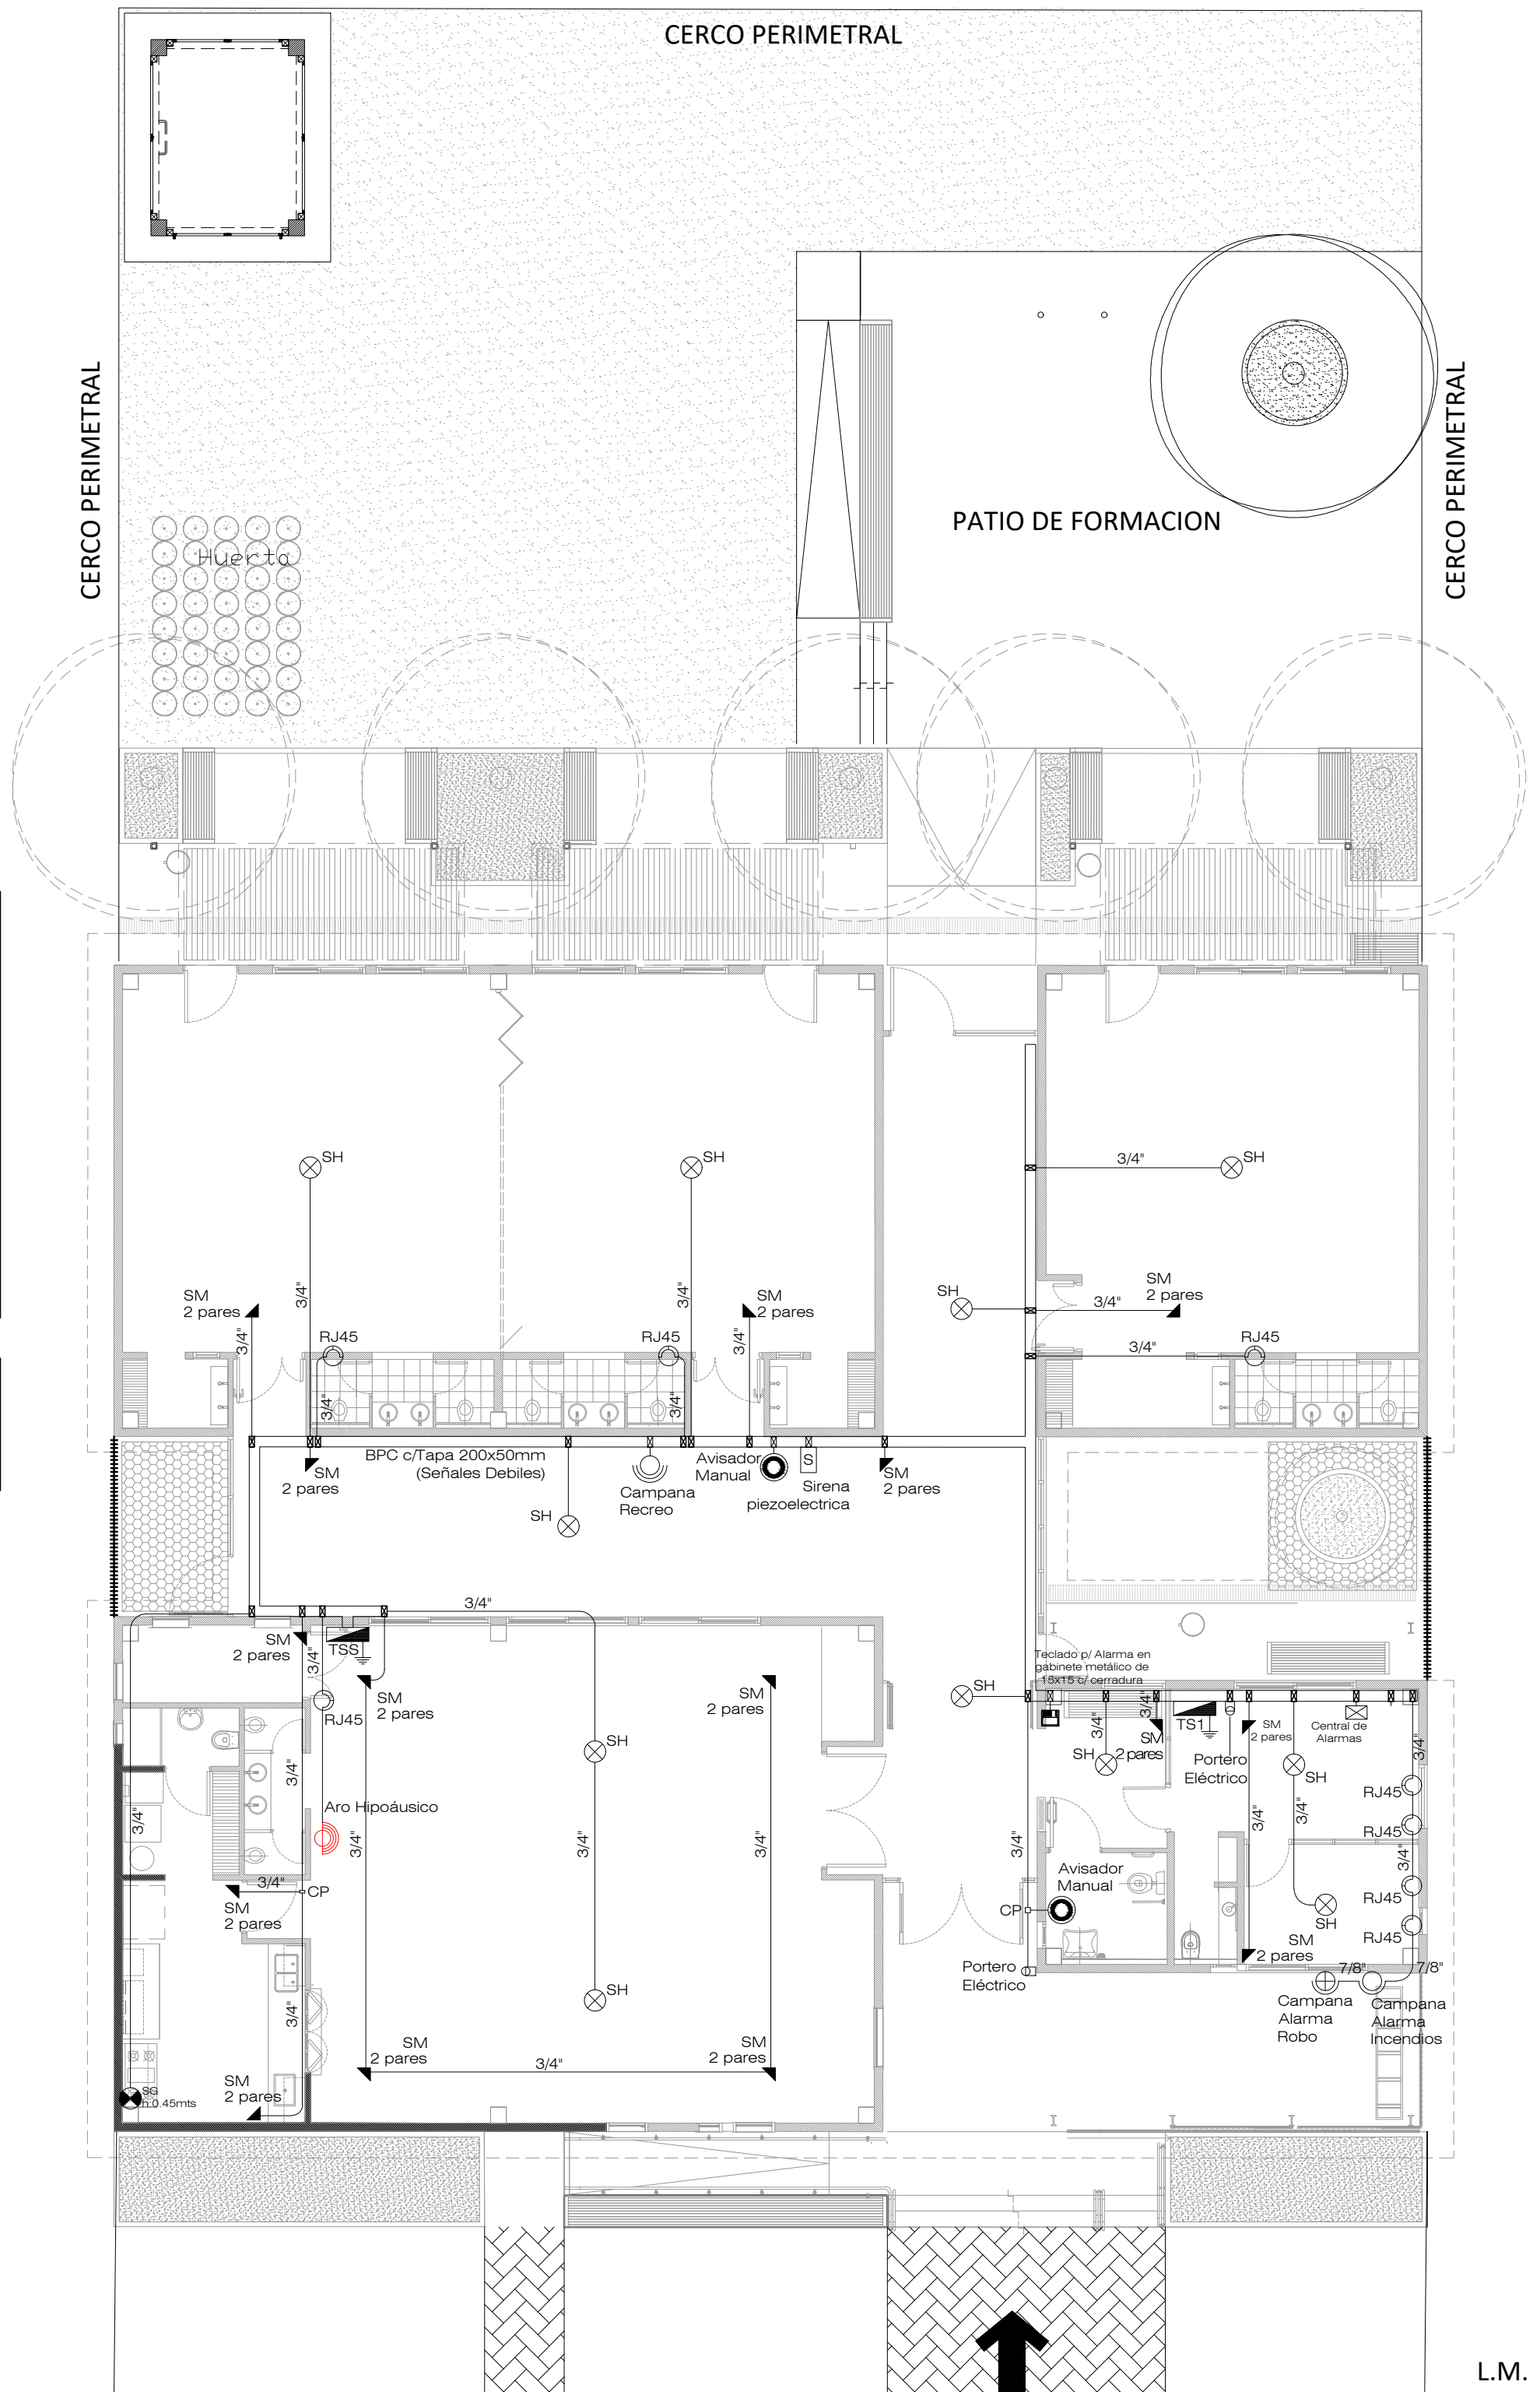 CERCO PERIMETRAL
CERCO PERIMETRAL
CERCO PERIMETRAL
PATIO DE FORMACION
Huerta
SH
SH
3/4"
SH
SM
2 pares
3/4"
3/4"
3/4"
SM
2 pares
3/4"
SH
SM
2 pares
3/4"
RJ45
RJ45
3/4"
RJ45
3/4"
3/4"
BPC c/Tapa 200x50mm
(Señales Debiles)
SM
2 pares
SH
Campana
Recreo
Avisador
Manual
S
Sirena
piezoelectrica
SM
2 pares
3/4"
SM
2 pares
3/4"
TSS
RJ45
SM
2 pares
SM
2 pares
SH
Teclado p/ Alarma en
gabinete metálico de
15x15 c/ cerradura
3/4"
3/4"
SM
2 pares
SH
TS1
Portero
Eléctrico
SM
2 pares
Central de
Alarmas
3/4"
SH
SH
RJ45
RJ45
3/4"
3/4"
3/4"
Aro Hipoáusico
3/4"
3/4"
3/4"
3/4"
3/4"
3/4"
3/4"
CP
SM
2 pares
Avisador
Manual
CP
RJ45
RJ45
SH
SM
2 pares
Portero
Eléctrico
7/8"
7/8"
Campana
Alarma
Robo
Campana
Alarma
Incendios
SH
3/4"
SM
2 pares
3/4"
SM
2 pares
SM
2 pares
SG
h:0.45mts
L.M.